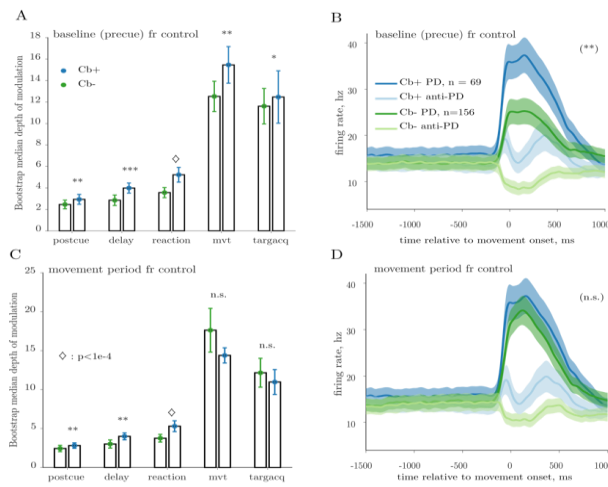 A
baseline (precue) fr control
Bootstrap median depth of modulation
18
16
14
12
10
8
6
4
2
0
Cb+
Cb-
**
***
◇
**
*
postcue
delay
reaction
mvt
targacq
B
baseline (precue) fr control
(**)
firing rate, hz
40
30
20
10
Cb+ PD, n = 69
Cb+ anti-PD
Cb- PD, n=156
Cb- anti-PD
-1500
-1000
-500
0
500
1000
time relative to movement onset, ms
C
movement period fr control
Bootstrap median depth of modulation
25
20
15
10
5
0
◇ : p<1e-4
**
**
◇
n.s.
n.s.
postcue
delay
reaction
mvt
targacq
D
movement period fr control
(n.s.)
firing rate, hz
40
30
20
10
-1500
-1000
-500
0
500
1000
time relative to movement onset, ms